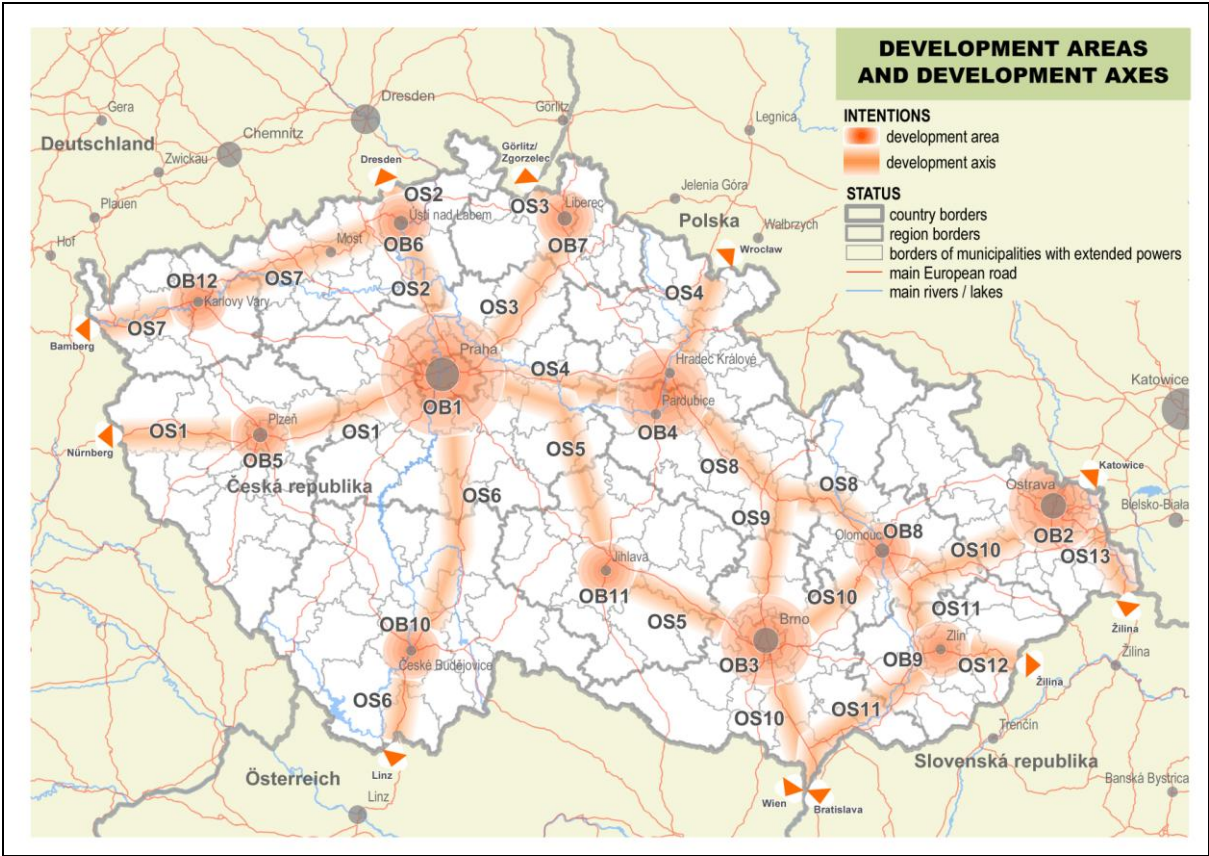 DEVELOPMENT AREAS
AND DEVELOPMENT AXES
INTENTIONS
development area
development axis
STATUS
country borders
region borders
borders of municipalities with extended powers
main European road
main rivers / lakes
Dresden
Gera
Görlitz
Legnica
Chemnitz
Deutschland
Zwickau
Görlitz/
Zgorzelec
Dresden
Jelenia Góra
Plauen
OS2
OS3
Liberec
Polska
Ústí nad Labem
Wałbrzych
Hof
OB6
OB7
Wrocław
Most
OB12
OS7
OS2
OS3
OS4
Karlovy Vary
OS7
Bamberg
Praha
Hradec Králové
OS4
Katowice
OB1
Pardubice
Plzeň
OB4
OS1
OS1
Nürnberg
OB5
OS5
OS8
Katowice
Česká republika
OS8
Ostrava
OS6
Bielsko-Biała
OS9
OB8
Olomouc
OB2
OS10
OS13
Jihlava
OB11
OS10
Žilina
OS11
OB10
OS5
Brno
Zlín
České Budějovice
OB3
OB9
OS12
Žilina
Žilina
OS6
OS10
OS11
Trenčín
Slovenská republika
Linz
Österreich
Banská Bystrica
Linz
Wien
Bratislava